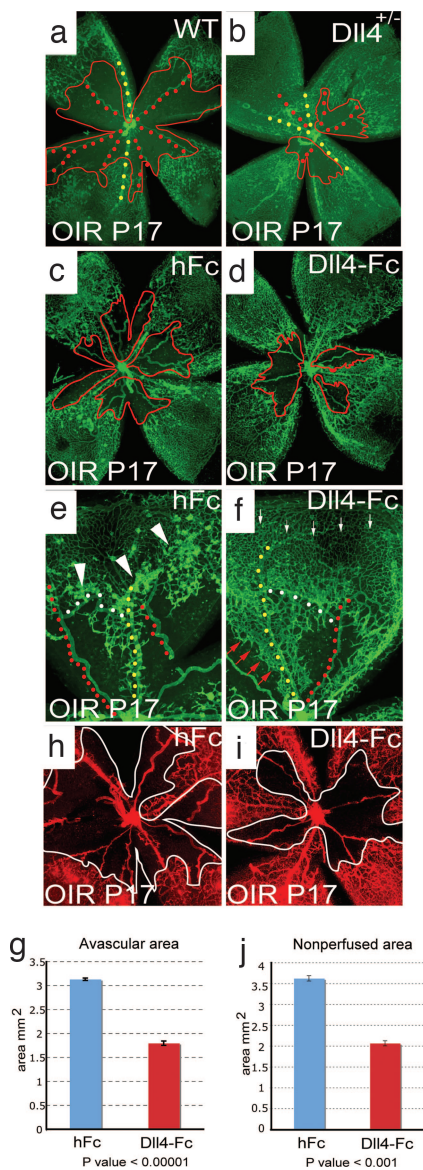 a WT
b Dll4+/-
OIR P17
OIR P17
c hFc
d Dll4-Fc
OIR P17
OIR P17
e hFc
f Dll4-Fc
OIR P17
OIR P17
h hFc
i Dll4-Fc
OIR P17
OIR P17
g Avascular area
3.5
3
2.5
2
1.5
1
0.5
0
area mm 2
hFc Dll4-Fc
P value < 0.00001
j Nonperfused area
4
3.5
3
2.5
2
1.5
1
0.5
0
area mm 2
hFc Dll4-Fc
P value < 0.001